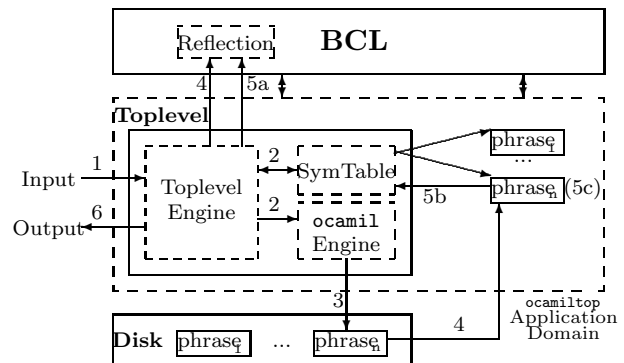 BCL
Reflection
4
5a
Toplevel
phrase1
...
1
2
Input
Toplevel
Engine
SymTable
phrasen (5c)
5b
6
2
Output
ocamil
Engine
3
ocamiltop
Application
Domain
4
Disk
phrase1
...
phrasen